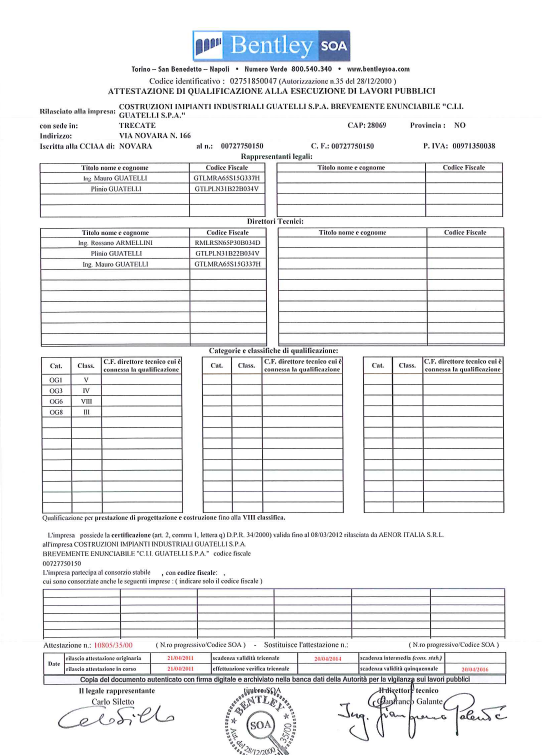 Bentley SOA
Torino – San Benedetto – Napoli • Numero Verde 800.540.340 • www.bentleysoa.com
Codice identificativo : 02751850047 (Autorizzazione n.35 del 28/12/2000 )
ATTESTAZIONE DI QUALIFICAZIONE ALLA ESECUZIONE DI LAVORI PUBBLICI
Rilasciato alla impresa: COSTRUZIONI IMPIANTI INDUSTRIALI GUATELLI S.P.A. BREVEMENTE ENUNCIABILE "C.I.I.
GUATELLI S.P.A."
con sede in: TRECATE CAP: 28069 Provincia : NO
Indirizzo: VIA NOVARA N. 166
Iscritta alla CCIAA di: NOVARA al n.: 00727750150 C. F.: 00727750150 P. IVA: 00971350038
Rappresentanti legali:
Titolo nome e cognome Codice Fiscale Titolo nome e cognome Codice Fiscale
Ing. Mauro GUATELLI GTLMRA65S15G337H
Plinio GUATELLI GTLPLN31B22B034V
Direttori Tecnici:
Titolo nome e cognome Codice Fiscale Titolo nome e cognome Codice Fiscale
Ing. Rossano ARMELLINI RMLRSN65P30B034D
Plinio GUATELLI GTLPLN31B22B034V
Ing. Mauro GUATELLI GTLMRA65S15G337H
Categorie e classifiche di qualificazione:
Cat. Class. C.F. direttore tecnico cui è connessa la qualificazione Cat. Class. C.F. direttore tecnico cui è connessa la qualificazione Cat. Class. C.F. direttore tecnico cui è connessa la qualificazione
OG1 V
OG3 IV
OG6 VIII
OG8 III
Qualificazione per prestazione di progettazione e costruzione fino alla VIII classifica.
L'impresa possiede la certificazione (art. 2, comma 1, lettera q) D.P.R. 34/2000) valida fino al 08/03/2012 rilasciata da AENOR ITALIA S.R.L.
all'impresa COSTRUZIONI IMPIANTI INDUSTRIALI GUATELLI S.P.A.
BREVEMENTE ENUNCIABILE "C.I.I. GUATELLI S.P.A." codice fiscale
00727750150
L'impresa partecipa al consorzio stabile , con codice fiscale: ,
cui sono consorziate anche le seguenti imprese : ( indicare solo il codice fiscale )
Attestazione n.: 10805/35/00 ( N.ro progressivo/Codice SOA ) - Sostituisce l'attestazione n.: ( N.ro progressivo/Codice SOA )
Date rilascio attestazione originaria 21/04/2011 scadenza validità triennale 20/04/2014 scadenza intermedia (cons. stab.)
rilascio attestazione in corso 21/04/2011 effettuazione verifica triennale scadenza validità quinquennale 20/04/2016
Copia del documento autenticato con firma digitale e archiviato nella banca dati della Autorità per la vigilanza sui lavori pubblici
Il legale rappresentante timbro SOA Il direttore tecnico
Carlo Siletto Gianfranco Galante
BENTLEY
SOA